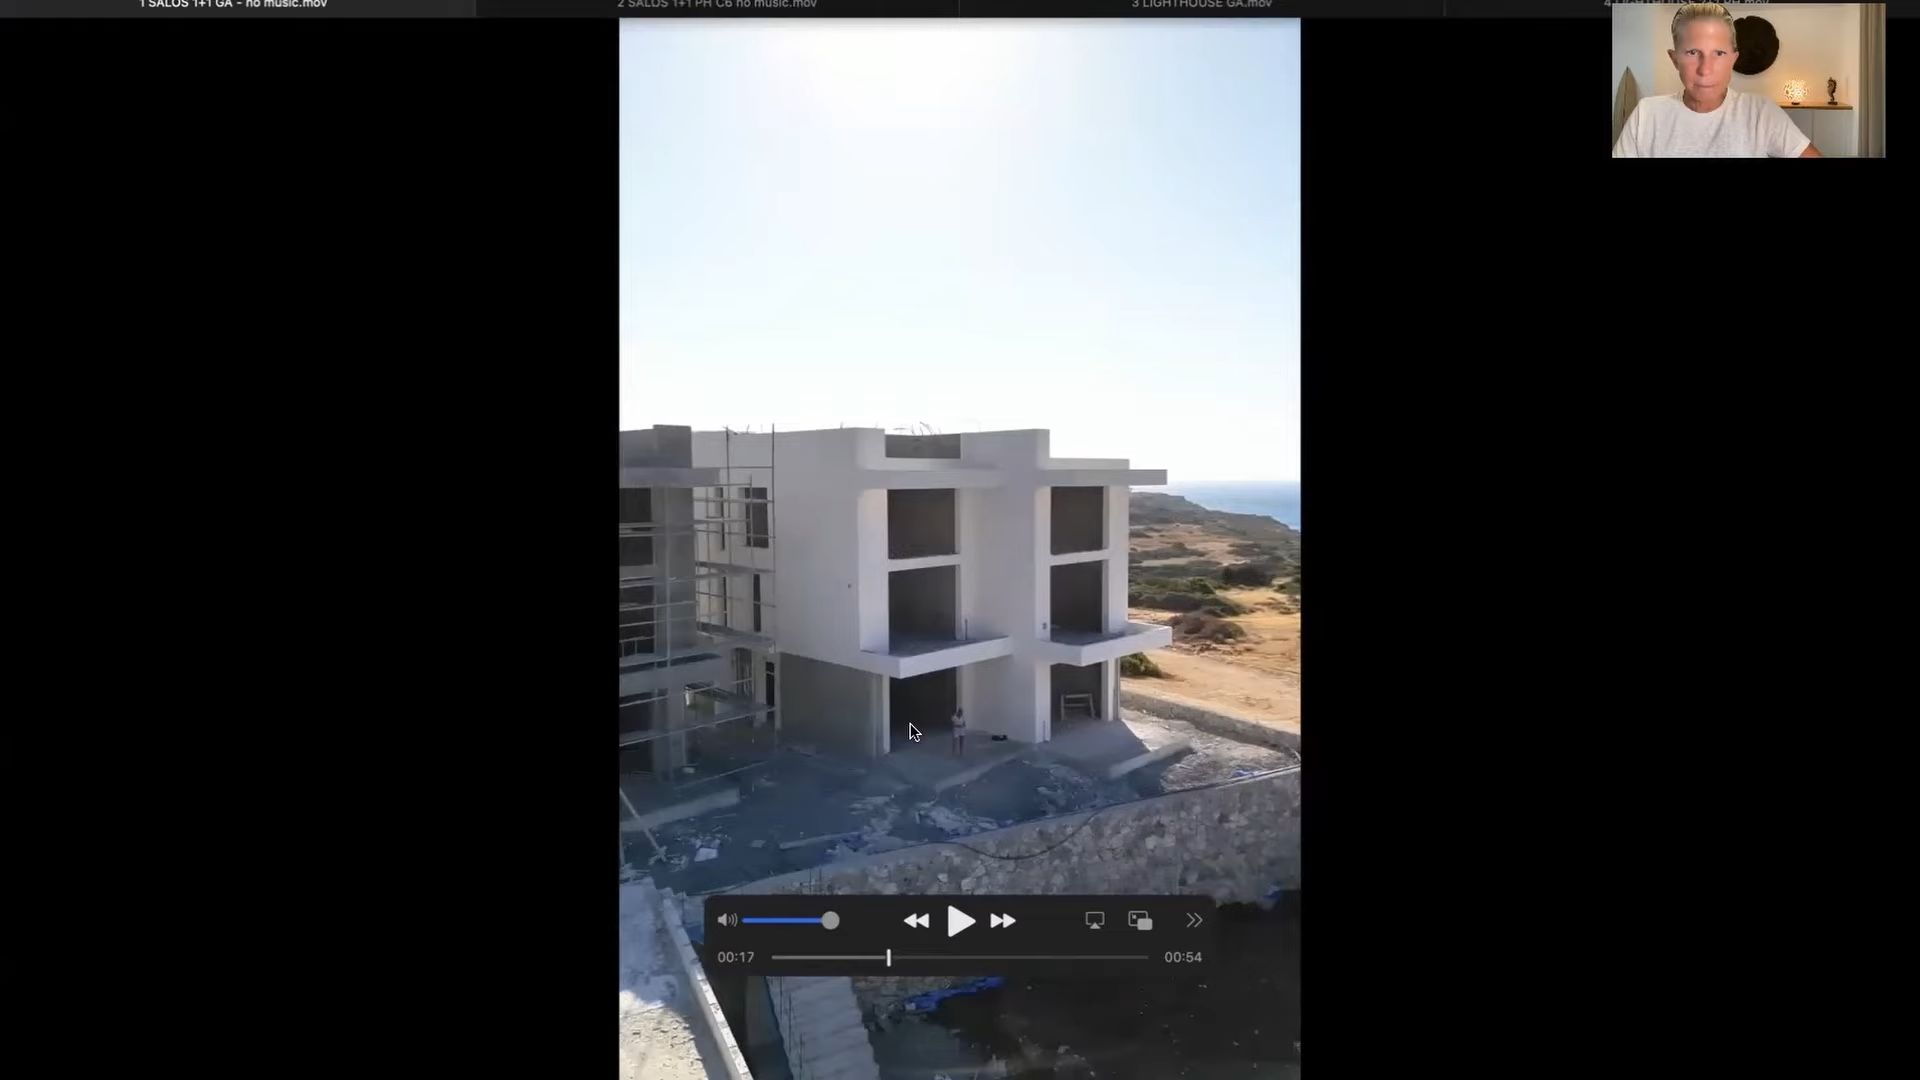 1 SALOS 1+1 GA - no music.mov
2 SALOS 1+1 PH C6 no music.mov
3 LIGHTHOUSE GA.mov
00:17
00:54